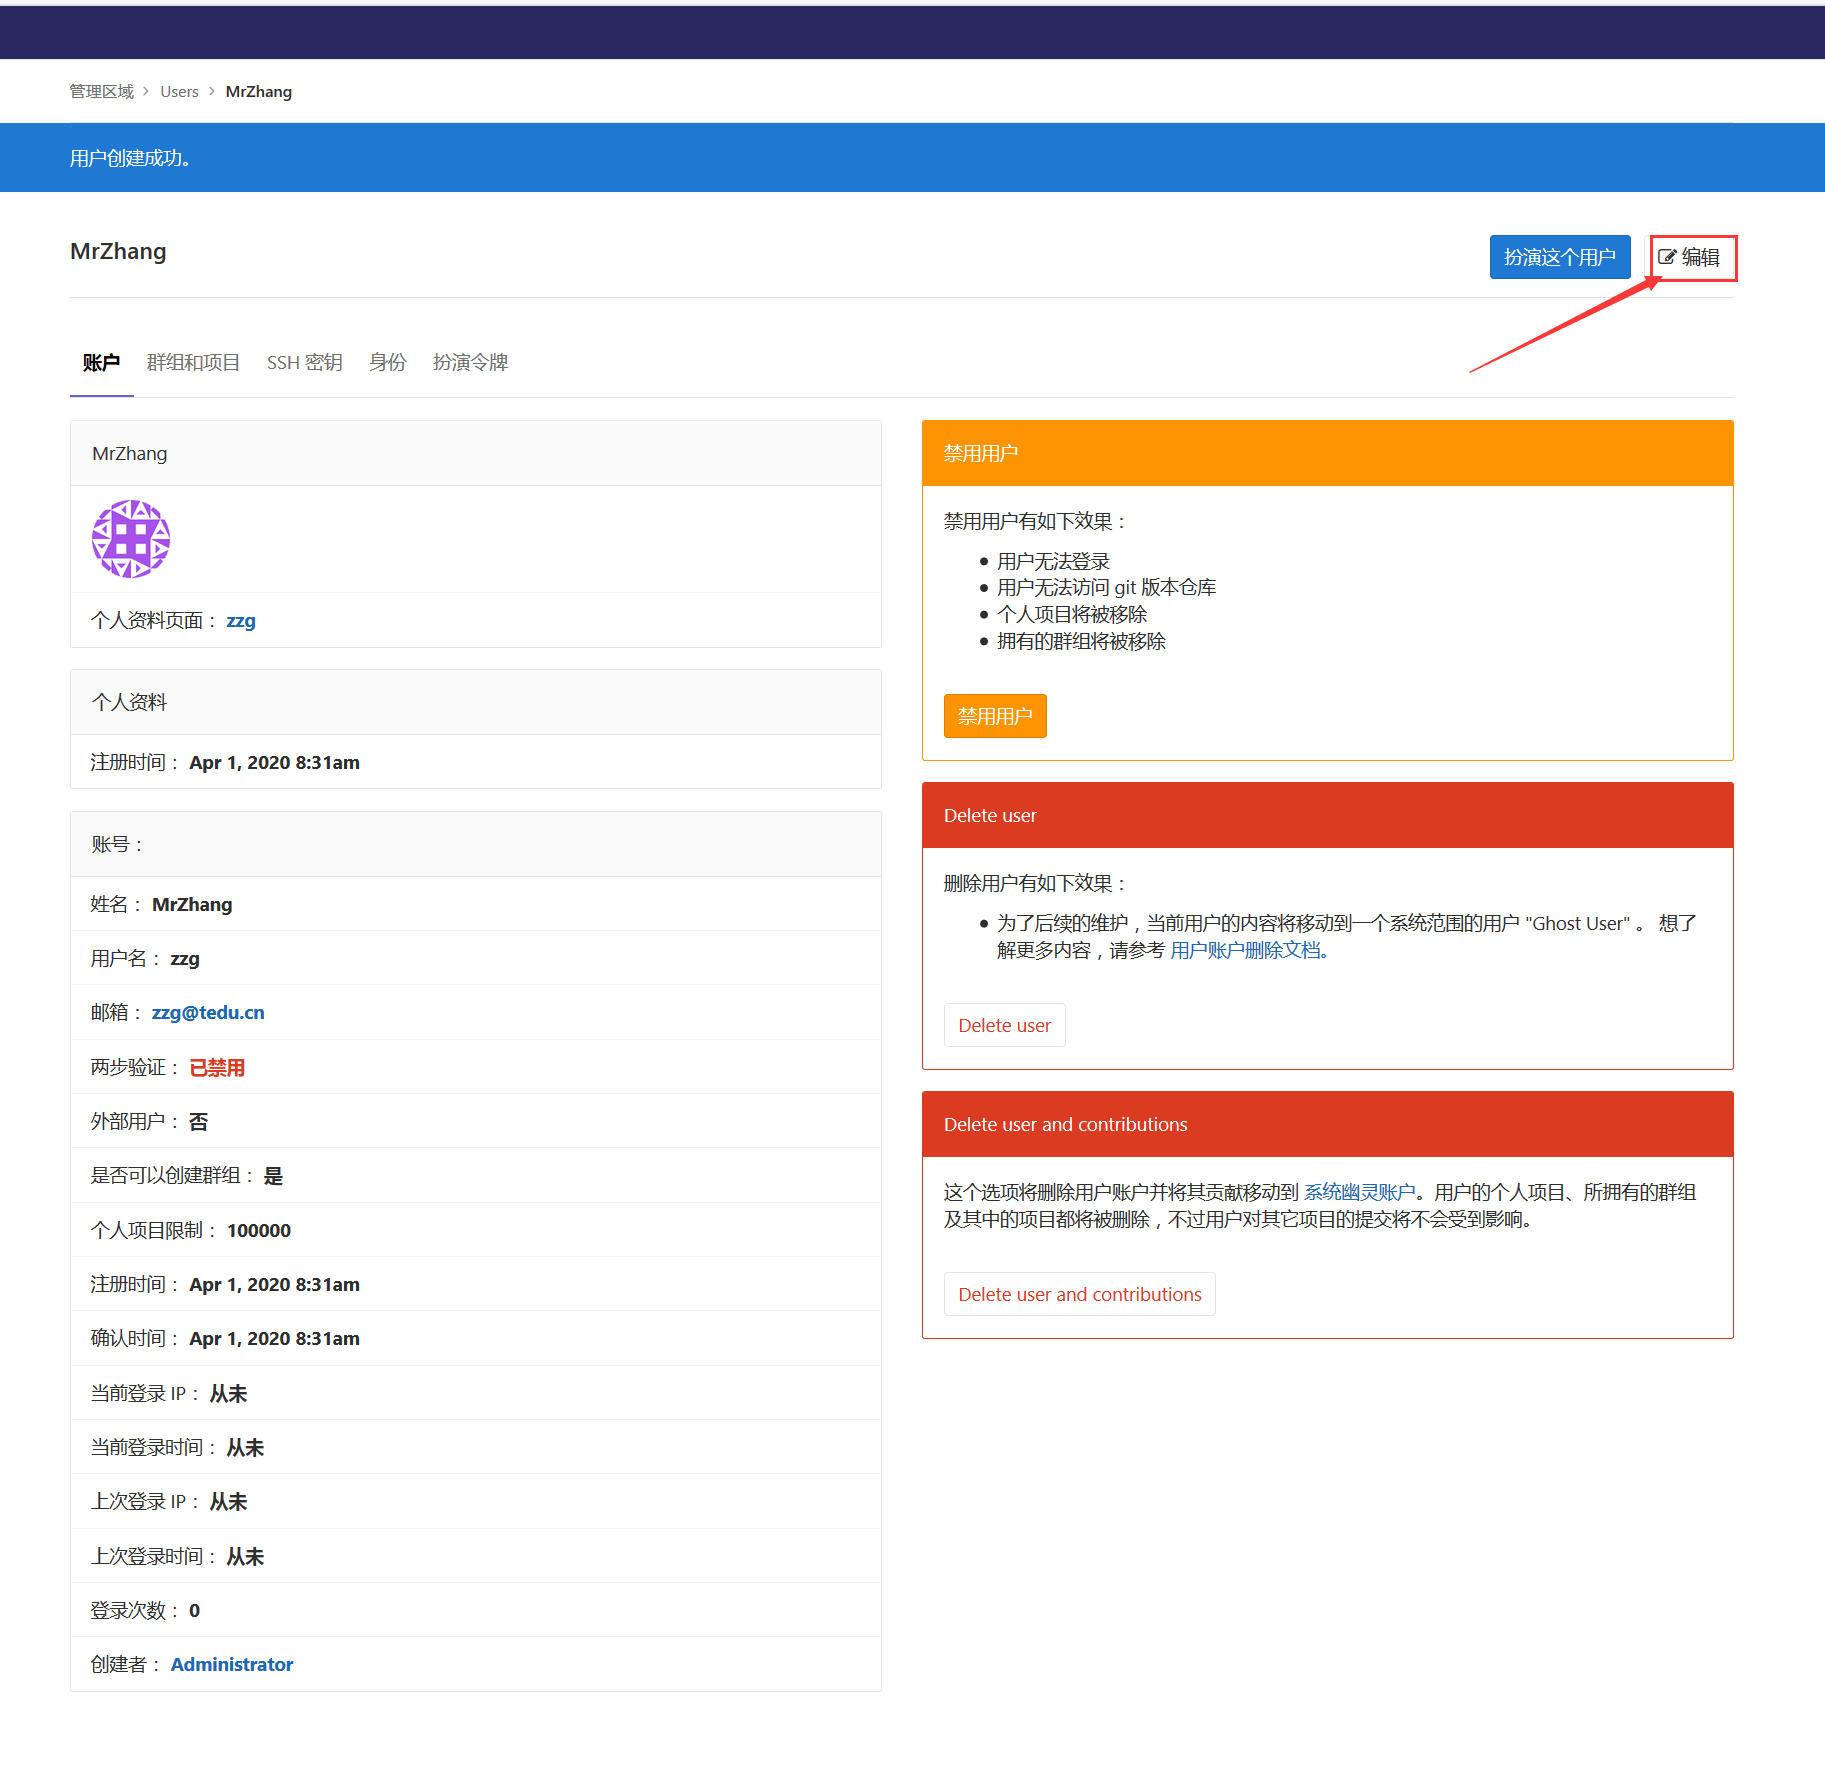 管理区域 > Users > MrZhang
用户创建成功。
MrZhang
扮演这个用户
编辑
账户 群组和项目 SSH 密钥 身份 扮演令牌
MrZhang
个人资料页面： zzg
个人资料
注册时间： Apr 1, 2020 8:31am
账号：
姓名： MrZhang
用户名： zzg
邮箱： zzg@tedu.cn
两步验证： 已禁用
外部用户： 否
是否可以创建群组： 是
个人项目限制： 100000
注册时间： Apr 1, 2020 8:31am
确认时间： Apr 1, 2020 8:31am
当前登录 IP： 从未
当前登录时间： 从未
上次登录 IP： 从未
上次登录时间： 从未
登录次数： 0
创建者： Administrator
禁用用户
禁用用户有如下效果：
• 用户无法登录
• 用户无法访问 git 版本仓库
• 个人项目将被移除
• 拥有的群组将被移除
禁用用户
Delete user
删除用户有如下效果：
• 为了后续的维护，当前用户的内容将移动到一个系统范围的用户 "Ghost User" 。 想了
解更多内容，请参考 用户账户删除文档。
Delete user
Delete user and contributions
这个选项将删除用户账户并将其贡献移动到 系统幽灵账户。用户的个人项目、所拥有的群组
及其中的项目都将被删除，不过用户对其它项目的提交将不会受到影响。
Delete user and contributions